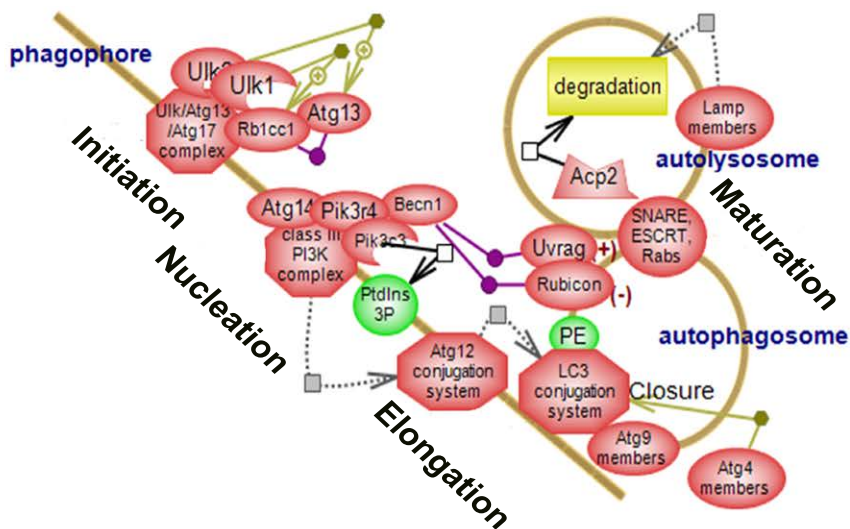 phagophore
Ulk2
Ulk1
Ulk/Atg13
/Atg17
complex
Rb1cc1
Atg13
Initiation
Atg14
Pik3r4
Becn1
class III
PI3K
complex
Pik3c3
Nucleation
PtdIns
3P
Atg12
conjugation
system
Elongation
degradation
Lamp
members
autolysosome
Acp2
Maturation
SNARE,
ESCRT,
Rabs
Uvrag
(+)
Rubicon
(-)
PE
LC3
conjugation
system
autophagosome
Closure
Atg9
members
Atg4
members